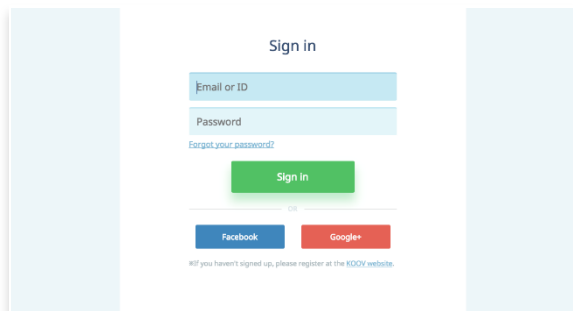 Sign in
Email or ID
Password
Forgot your password?
Sign in
OR
Facebook Google+
※If you haven't signed up, please register at the KOOV website.